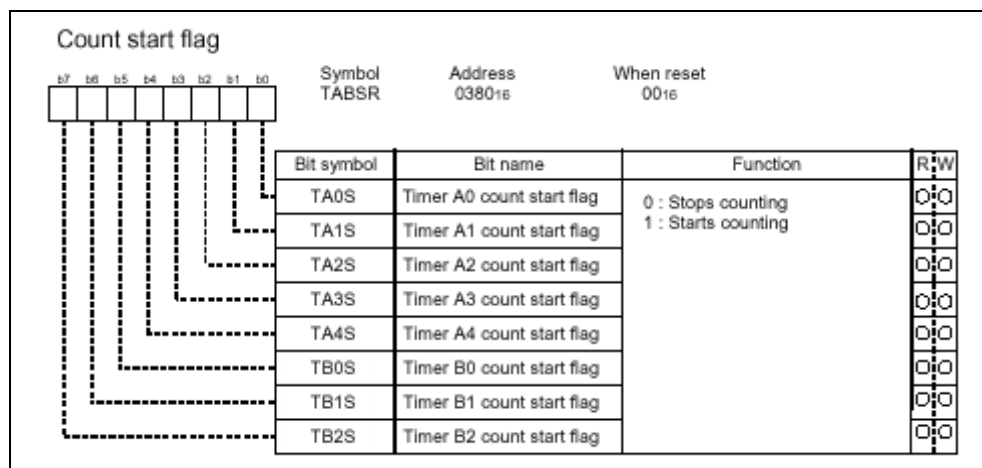 Count start flag
b7 b6 b5 b4 b3 b2 b1 b0
Symbol Address When reset
TABSR 038016 0016
Bit symbol Bit name Function R W
TA0S Timer A0 count start flag 0 : Stops counting
1 : Starts counting
TA1S Timer A1 count start flag
TA2S Timer A2 count start flag
TA3S Timer A3 count start flag
TA4S Timer A4 count start flag
TB0S Timer B0 count start flag
TB1S Timer B1 count start flag
TB2S Timer B2 count start flag